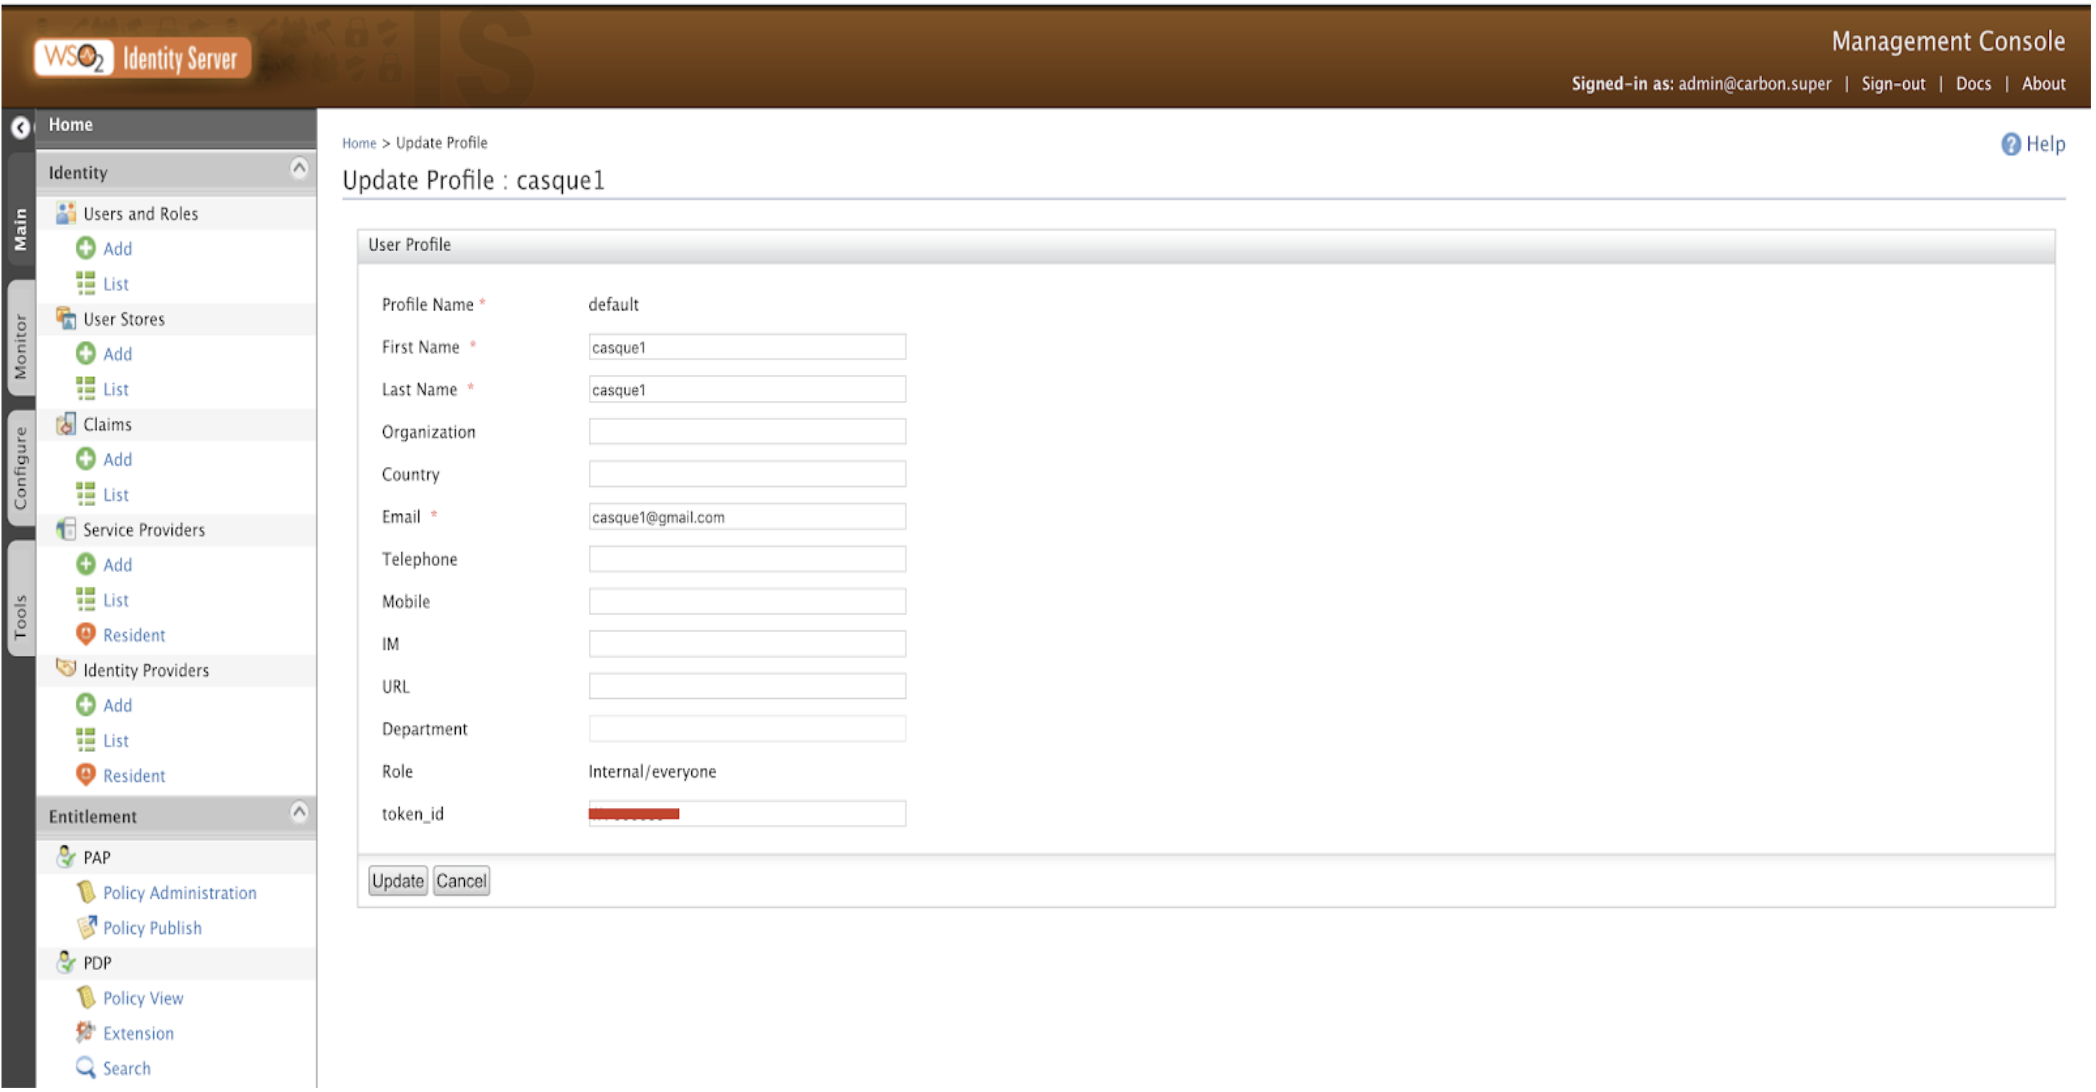 WSO2 Identity Server
Management Console
Signed-in as: admin@carbon.super | Sign-out | Docs | About
Main
Monitor
Configure
Tools
Home
Identity
Users and Roles
Add
List
User Stores
Add
List
Claims
Add
List
Service Providers
Add
List
Resident
Identity Providers
Add
List
Resident
Entitlement
PAP
Policy Administration
Policy Publish
PDP
Policy View
Extension
Search
Home > Update Profile
Help
Update Profile : casque1
User Profile
Profile Name * default
First Name * casque1
Last Name * casque1
Organization
Country
Email * casque1@gmail.com
Telephone
Mobile
IM
URL
Department
Role Internal/everyone
token_id
Update Cancel